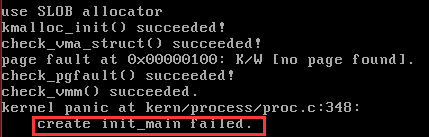 use SLOB allocator
kmalloc_init() succeeded!
check_vma_struct() succeeded!
page fault at 0x00000100: K/W [no page found].
check_pgfault() succeeded!
check_vmm() succeeded.
kernel panic at kern/process/proc.c:348:
create init_main failed.